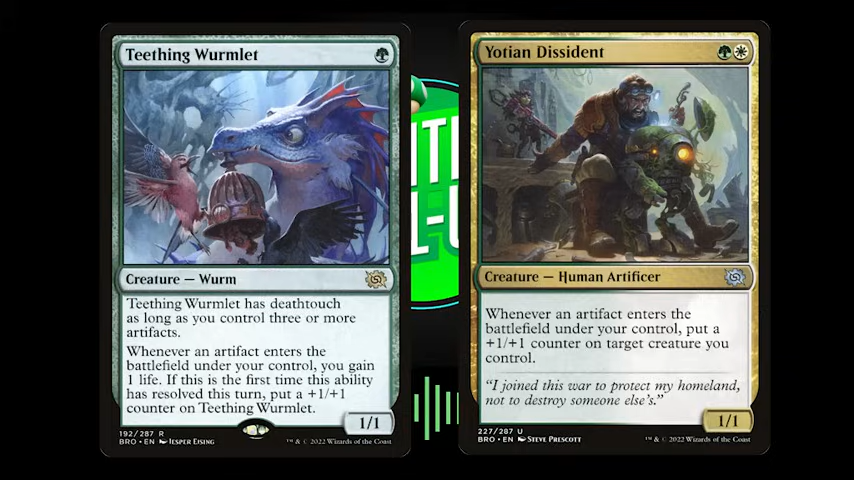 Teething Wurmlet
Creature — Wurm
Teething Wurmlet has deathtouch
as long as you control three or more
artifacts.
Whenever an artifact enters the
battlefield under your control, you gain
1 life. If this is the first time this ability
has resolved this turn, put a +1/+1
counter on Teething Wurmlet.
1/1
192/287 R
BRO • EN JESPER EJSING
™ & © 2022 Wizards of the Coast
Yotian Dissident
Creature — Human Artificer
Whenever an artifact enters the
battlefield under your control, put a
+1/+1 counter on target creature you
control.
“I joined this war to protect my homeland,
not to destroy someone else’s.”
1/1
227/287 U
BRO • EN STEVE PRESCOTT
™ & © 2022 Wizards of the Coast